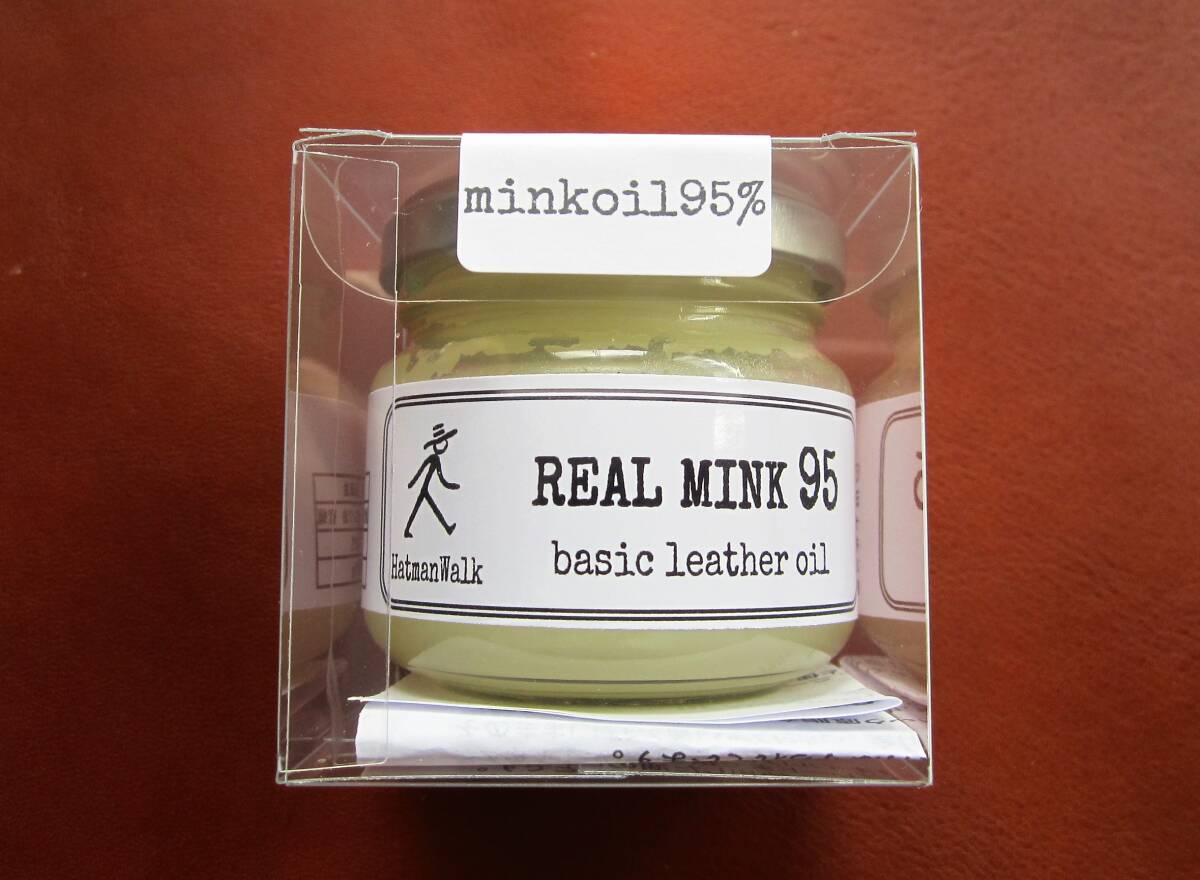 minkoil95%
REAL MINK 95
basic leather oil
HatmanWalk